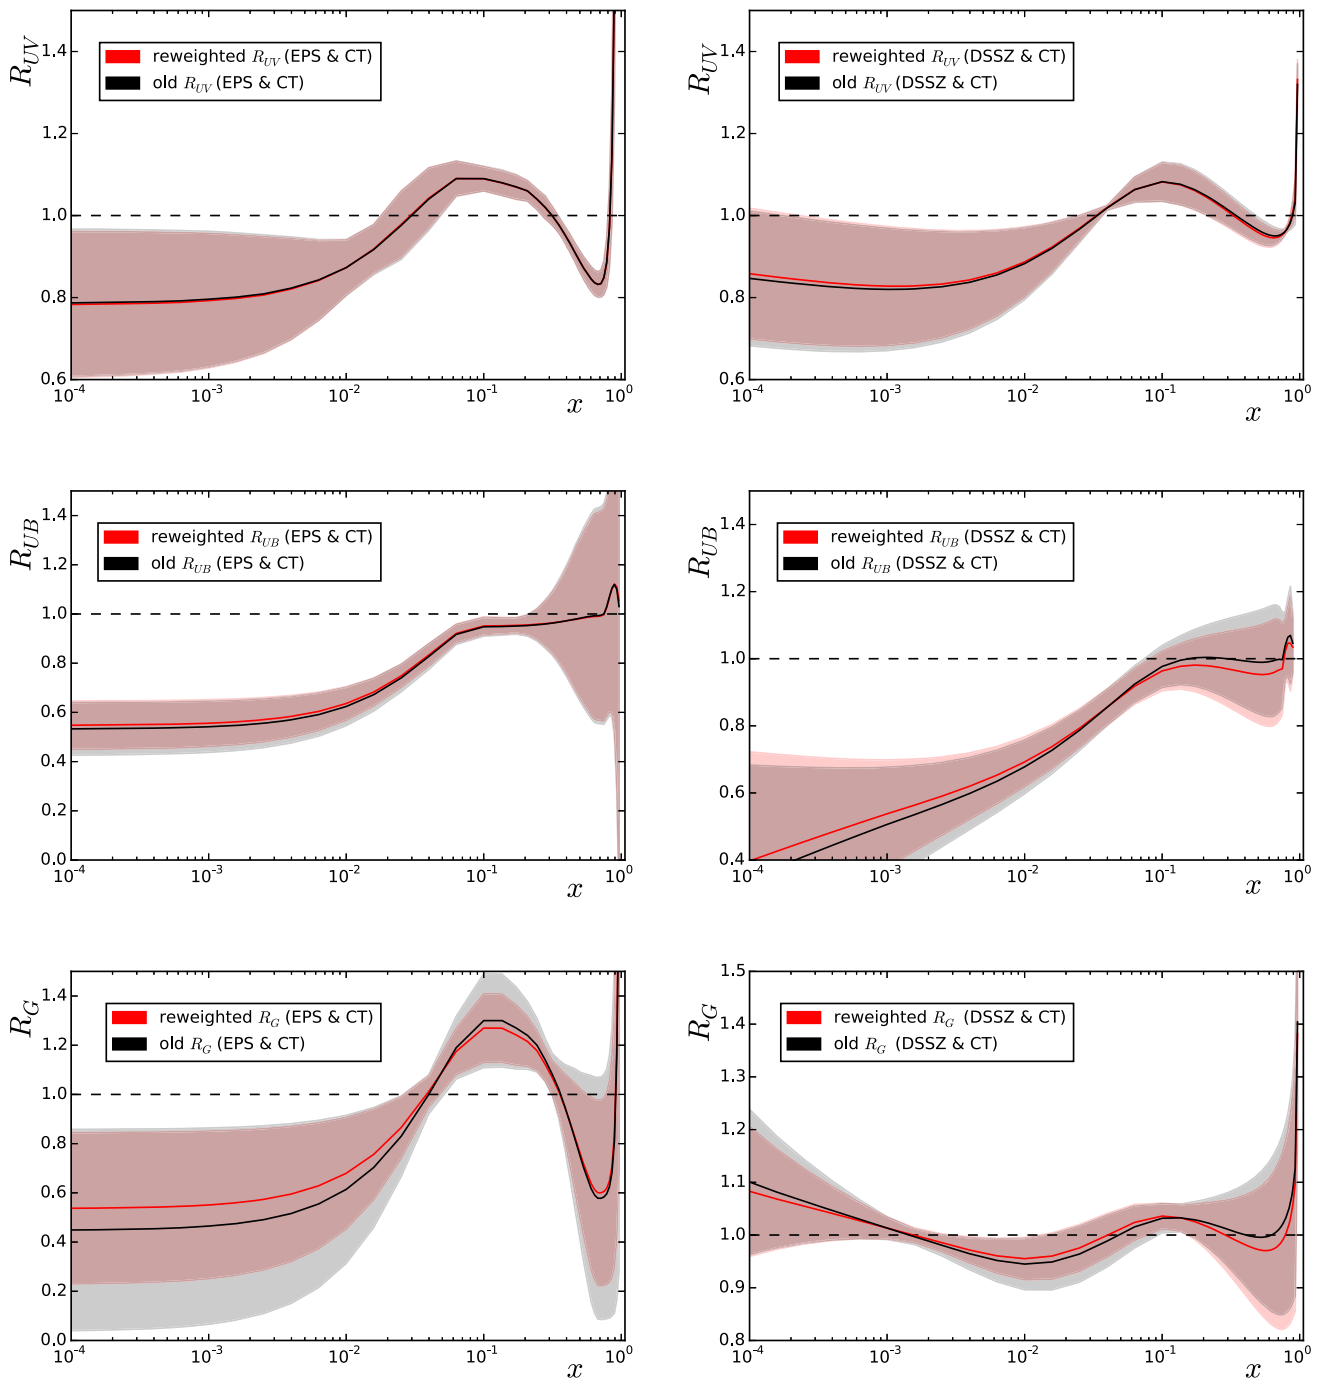 R_UV
reweighted R_UV (EPS & CT)
old R_UV (EPS & CT)
1.4
1.2
1.0
0.8
0.6
10^-4 10^-3 10^-2 10^-1 10^0
x
R_UV
reweighted R_UV (DSSZ & CT)
old R_UV (DSSZ & CT)
1.4
1.2
1.0
0.8
0.6
10^-4 10^-3 10^-2 10^-1 10^0
x
R_UB
reweighted R_UB (EPS & CT)
old R_UB (EPS & CT)
1.4
1.2
1.0
0.8
0.6
0.4
0.2
0.0
10^-4 10^-3 10^-2 10^-1 10^0
x
R_UB
reweighted R_UB (DSSZ & CT)
old R_UB (DSSZ & CT)
1.4
1.2
1.0
0.8
0.6
0.4
10^-4 10^-3 10^-2 10^-1 10^0
x
R_G
reweighted R_G (EPS & CT)
old R_G (EPS & CT)
1.4
1.2
1.0
0.8
0.6
0.4
0.2
0.0
10^-4 10^-3 10^-2 10^-1 10^0
x
R_G
reweighted R_G (DSSZ & CT)
old R_G (DSSZ & CT)
1.5
1.4
1.3
1.2
1.1
1.0
0.9
0.8
10^-4 10^-3 10^-2 10^-1 10^0
x